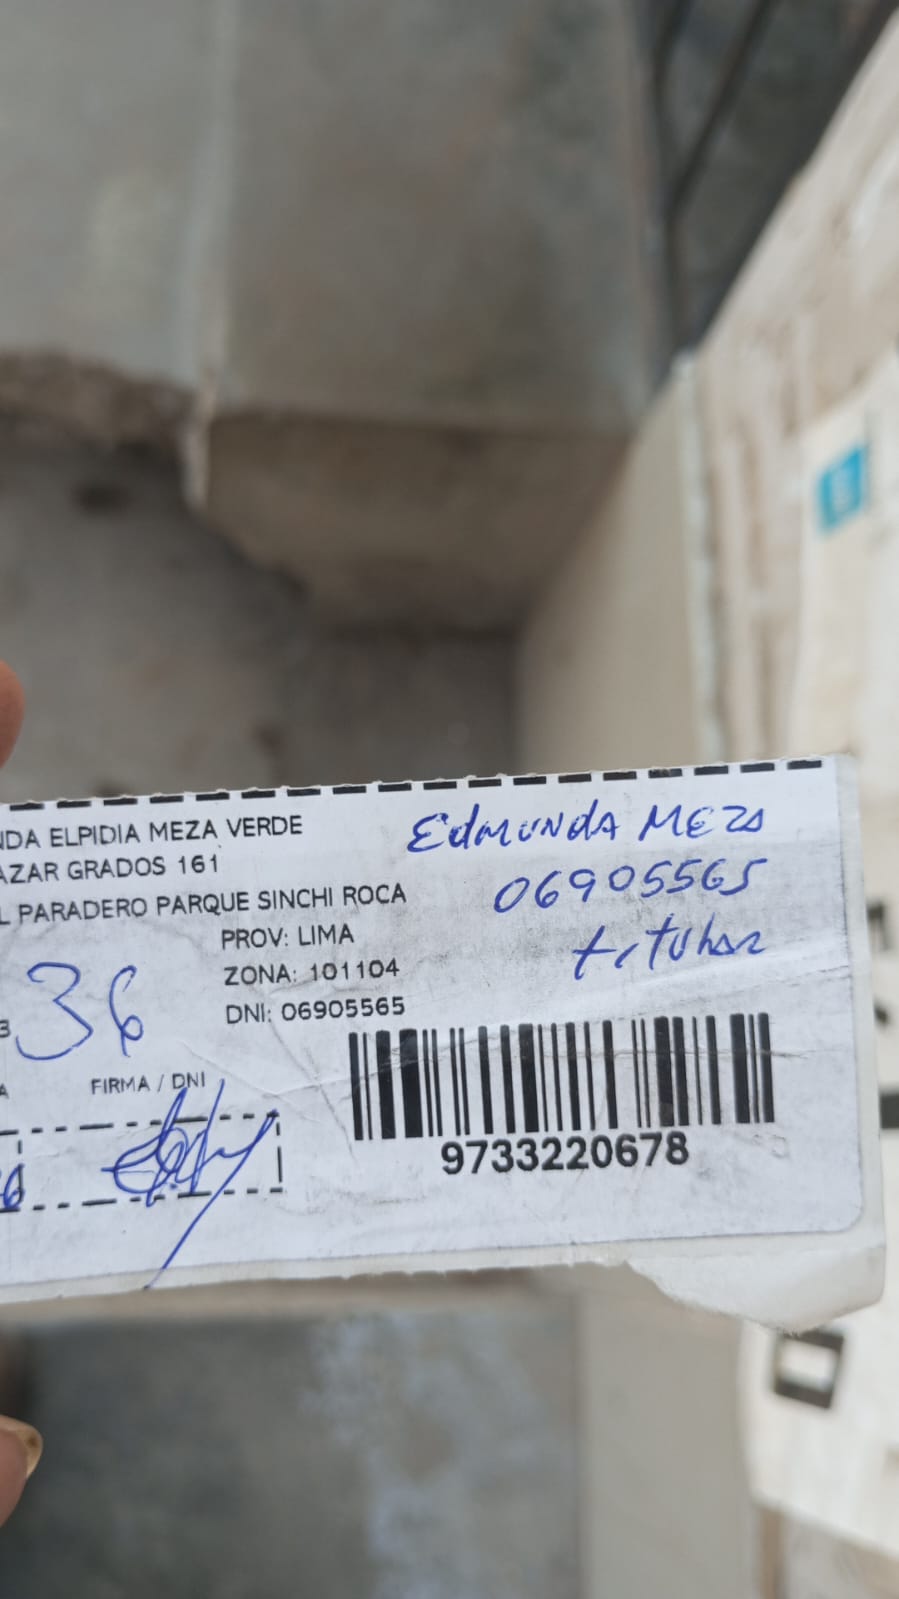 NDA ELPIDIA MEZA VERDE
AZAR GRADOS 161
L PARADERO PARQUE SINCHI ROCA
PROV: LIMA
ZONA: 101104
DNI: 06905565
EdMUNDA MEZA
06905565
titular
3
36
A
FIRMA / DNI
9733220678